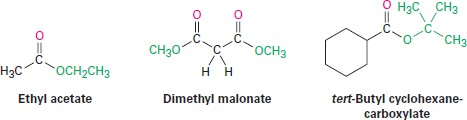 O
H₃C C OCH₂CH₃
Ethyl acetate
O O
CH₃O C C C OCH₃
H H
Dimethyl malonate
O H₃C CH₃
C O C CH₃
tert-Butyl cyclohexane-
carboxylate